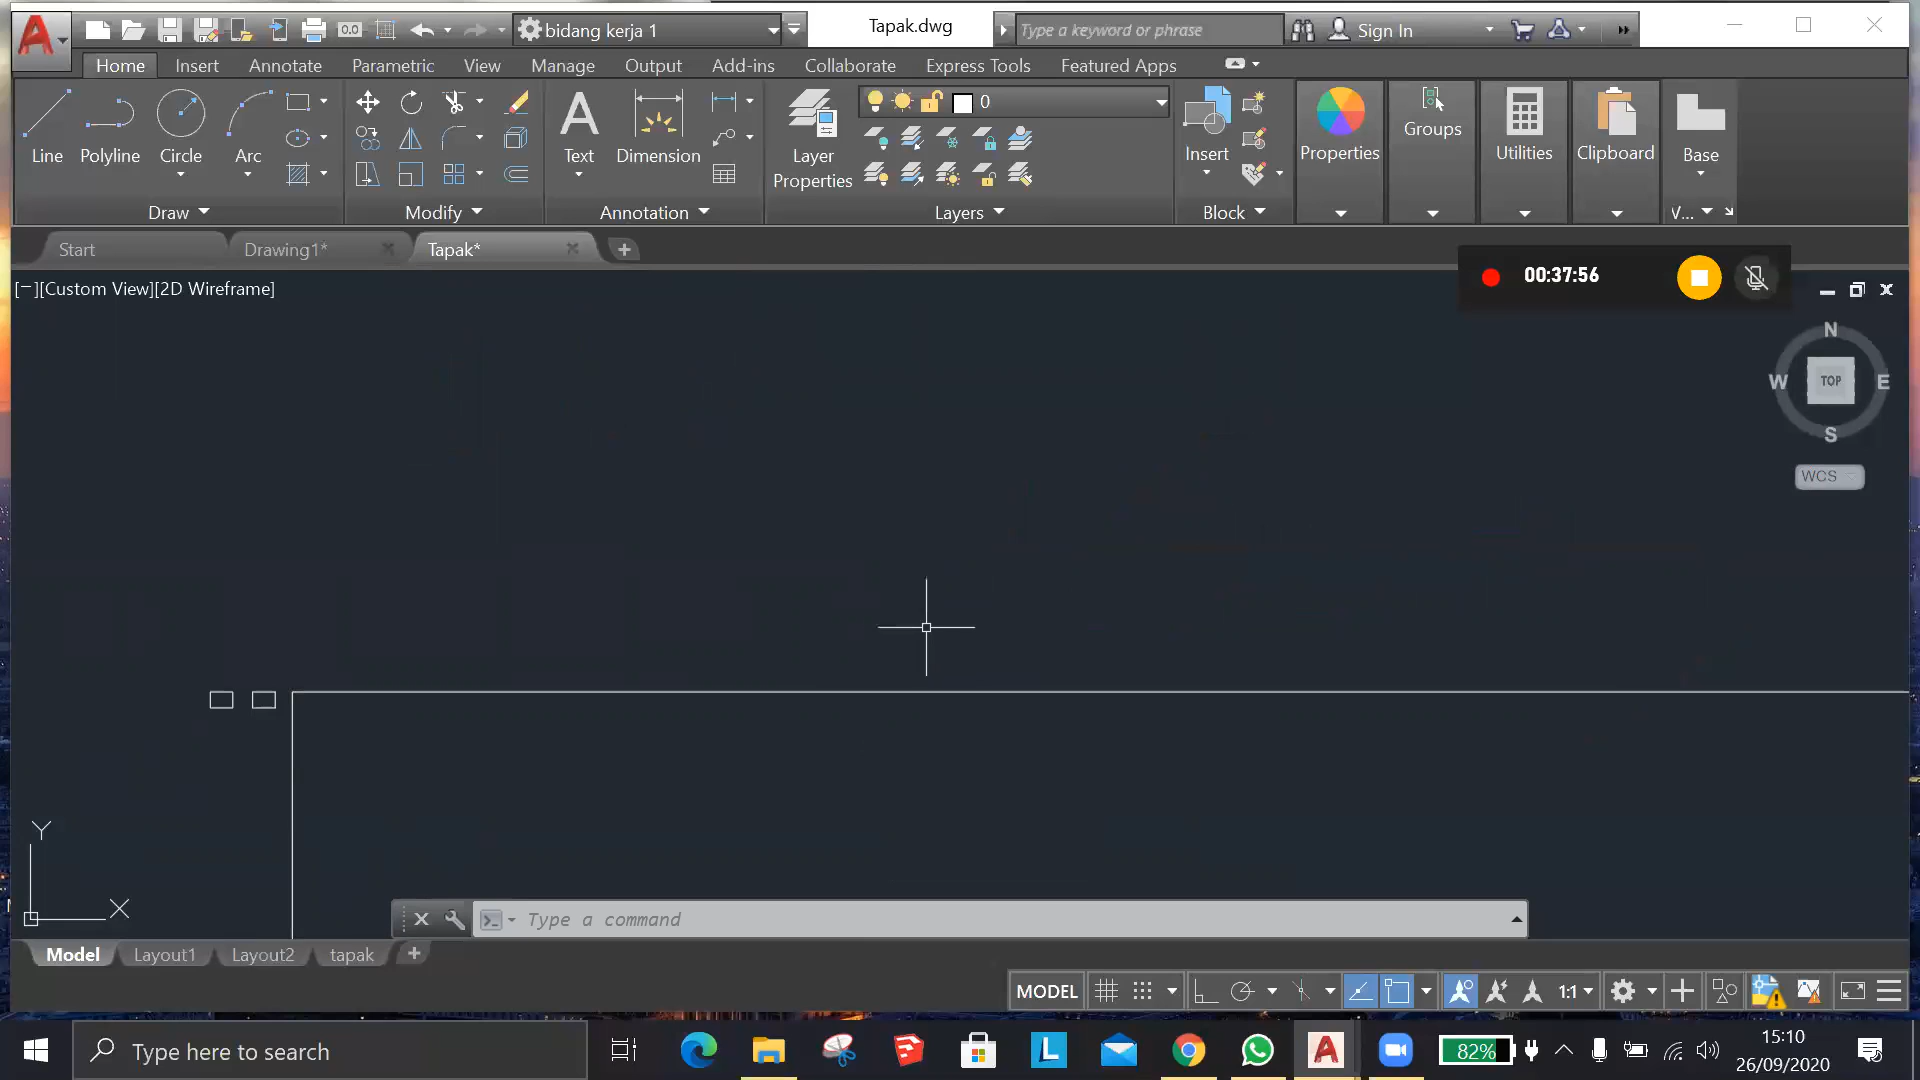 bidang kerja 1
Tapak.dwg
Type a keyword or phrase
Sign In
Home Insert Annotate Parametric View Manage Output Add-ins Collaborate Express Tools Featured Apps
0
Line Polyline Circle Arc
Text Dimension
Layer
Properties
Insert
Properties
Groups
Utilities
Clipboard
Base
Draw Modify Annotation Layers Block V...
Start Drawing1* Tapak*
00:37:56
[−][Custom View][2D Wireframe]
N
W TOP E
S
WCS
Y
X
Type a command
Model Layout1 Layout2 tapak
MODEL 1:1
Type here to search
82%
15:10
26/09/2020